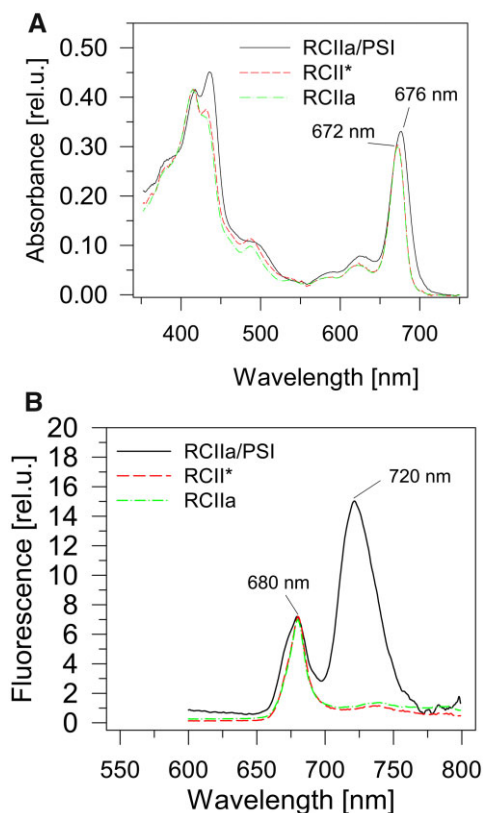 A
Absorbance [rel.u.]
0.50
0.40
0.30
0.20
0.10
0.00
RCIIa/PSI
RCII*
RCIIa
676 nm
672 nm
400 500 600 700
Wavelength [nm]
B
Fluorescence [rel.u.]
20
18
16
14
12
10
8
6
4
2
0
RCIIa/PSI
RCII*
RCIIa
720 nm
680 nm
550 600 650 700 750 800
Wavelength [nm]